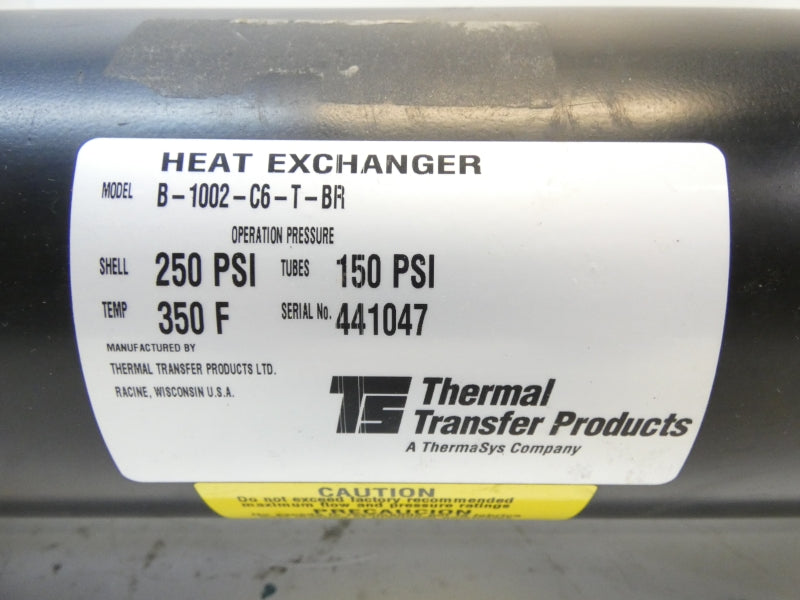 HEAT EXCHANGER
MODEL B-1002-C6-T-BR
OPERATION PRESSURE
SHELL 250 PSI TUBES 150 PSI
TEMP 350 F SERIAL No. 441047
MANUFACTURED BY
THERMAL TRANSFER PRODUCTS LTD.
RACINE, WISCONSIN U.S.A.
TS Thermal
Transfer Products
A ThermaSys Company
CAUTION
Do not exceed factory recommended
maximum flow and pressure ratings
PRECAUCION